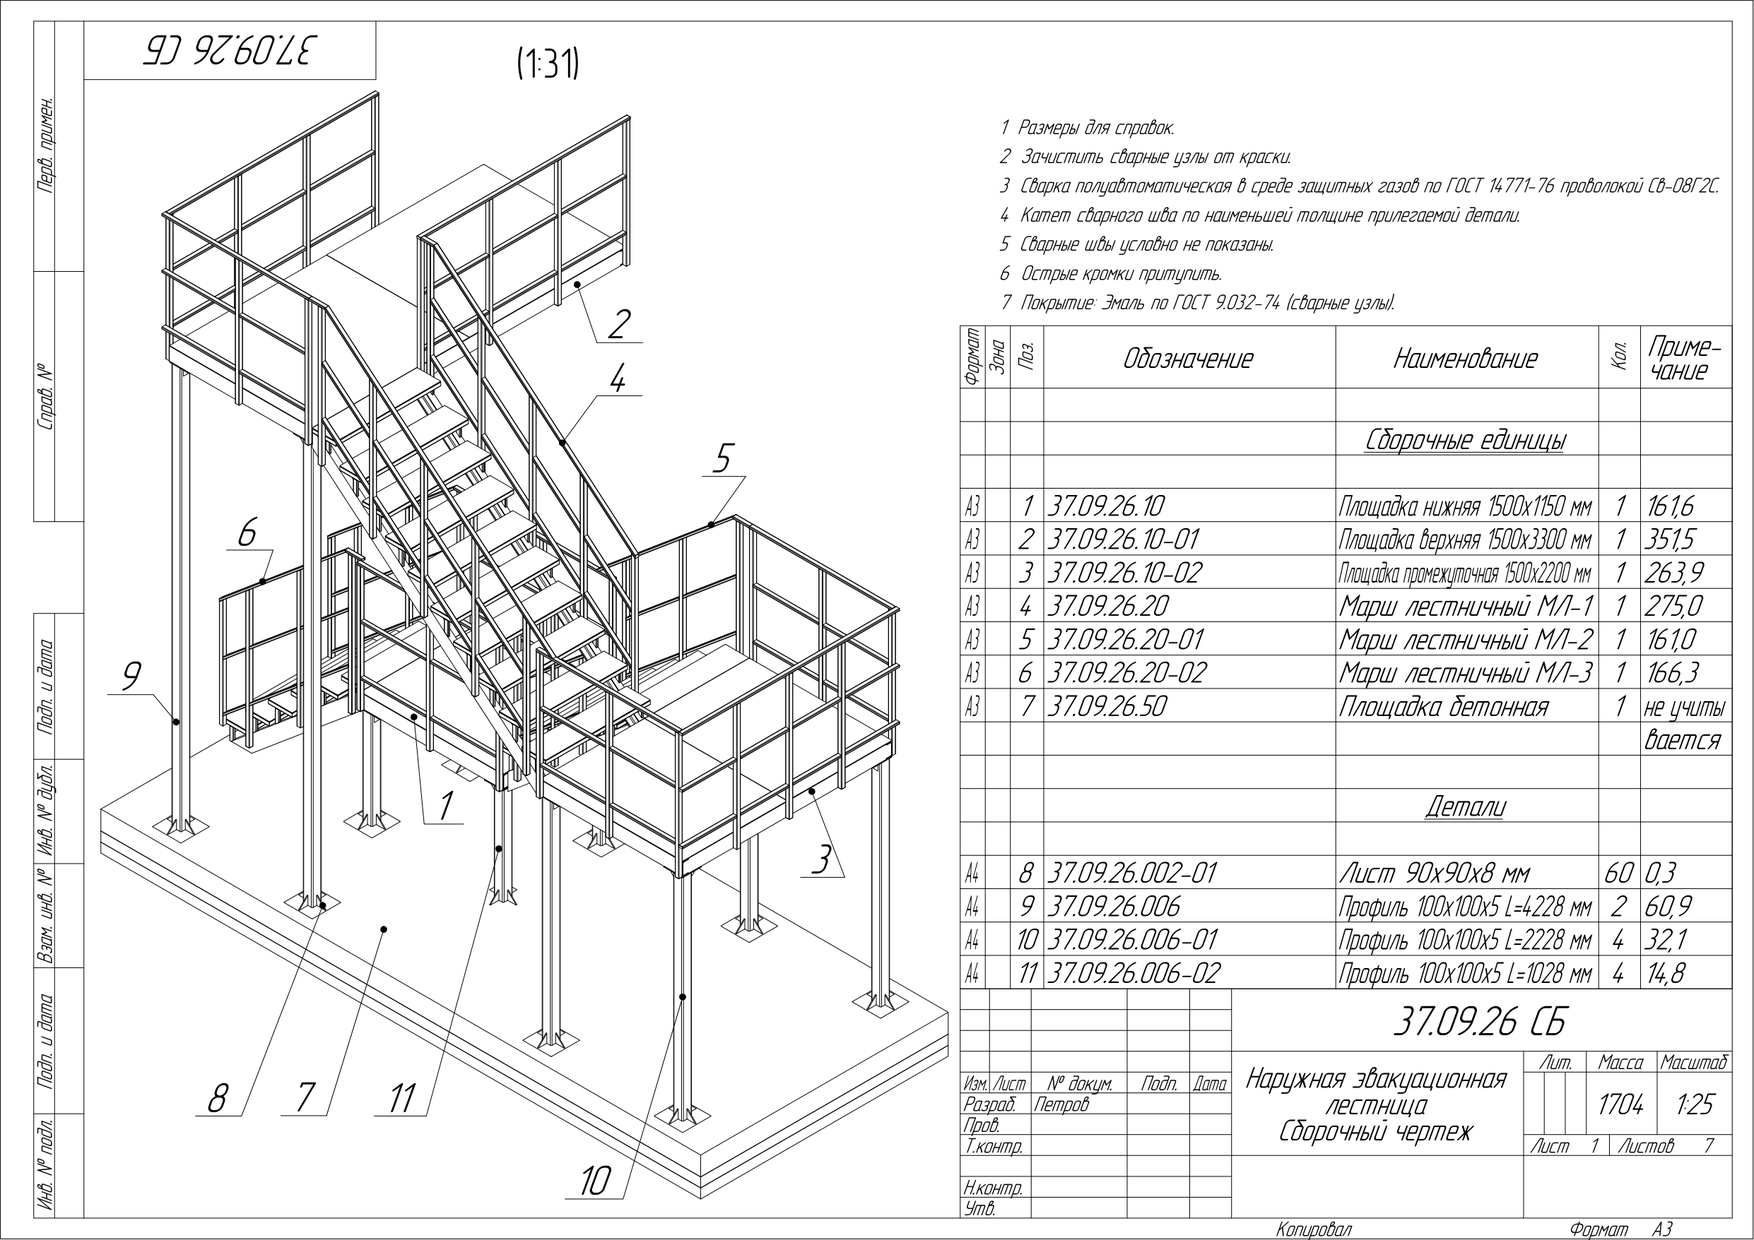 37.09.26 СБ
(1:31)
Перв. примен.
Справ. №
Подп. и дата
Инв. № дубл.
Взам. инв. №
Подп. и дата
Инв. № подл.
1 Размеры для справок.
2 Зачистить сварные узлы от краски.
3 Сварка полуавтоматическая в среде защитных газов по ГОСТ 14771-76 проволокой Св-08Г2С.
4 Катет сварного шва по наименьшей толщине прилегаемой детали.
5 Сварные швы условно не показаны.
6 Острые кромки притупить.
7 Покрытие: Эмаль по ГОСТ 9.032-74 (сварные узлы).
2
4
5
6
9
1
3
8
7
11
10
Формат Зона Поз. Обозначение Наименование Кол. Приме-
чание
Сборочные единицы
А3 1 37.09.26.10 Площадка нижняя 1500х1150 мм 1 161,6
А3 2 37.09.26.10-01 Площадка верхняя 1500х3300 мм 1 351,5
А3 3 37.09.26.10-02 Площадка промежуточная 1500х2200 мм 1 263,9
А3 4 37.09.26.20 Марш лестничный МЛ-1 1 275,0
А3 5 37.09.26.20-01 Марш лестничный МЛ-2 1 161,0
А3 6 37.09.26.20-02 Марш лестничный МЛ-3 1 166,3
А3 7 37.09.26.50 Площадка бетонная 1 не учиты
вается
Детали
А4 8 37.09.26.002-01 Лист 90х90х8 мм 60 0,3
А4 9 37.09.26.006 Профиль 100х100х5 L=4228 мм 2 60,9
А4 10 37.09.26.006-01 Профиль 100х100х5 L=2228 мм 4 32,1
А4 11 37.09.26.006-02 Профиль 100х100х5 L=1028 мм 4 14,8
37.09.26 СБ
Изм. Лист № докум. Подп. Дата
Разраб. Петров
Пров.
Т.контр.
Н.контр.
Утв.
Наружная эвакуационная
лестница
Сборочный чертеж
Лит. Масса Масштаб
1704 1:25
Лист 1 Листов 7
Копировал Формат А3